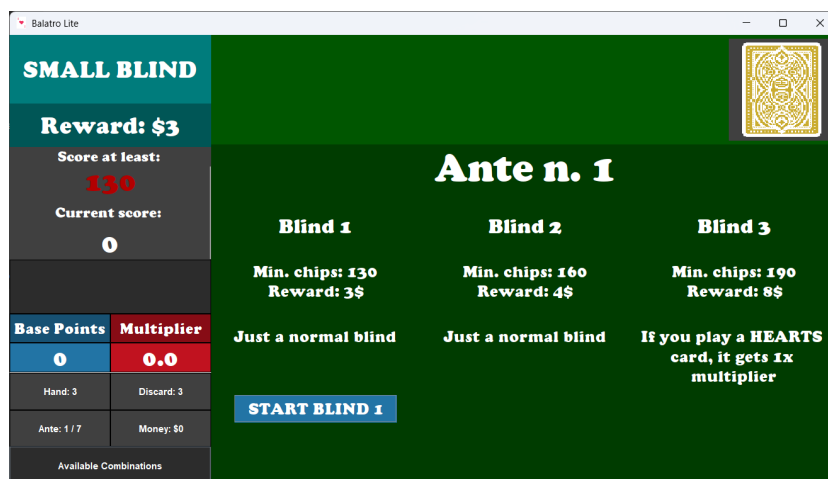 Balatro Lite
SMALL BLIND
Reward: $3
Score at least:
130
Current score:
0
Base Points
Multiplier
0
0.0
Hand: 3
Discard: 3
Ante: 1 / 7
Money: $0
Available Combinations
Ante n. 1
Blind 1
Min. chips: 130
Reward: 3$
Just a normal blind
START BLIND 1
Blind 2
Min. chips: 160
Reward: 4$
Just a normal blind
Blind 3
Min. chips: 190
Reward: 8$
If you play a HEARTS
card, it gets 1x
multiplier